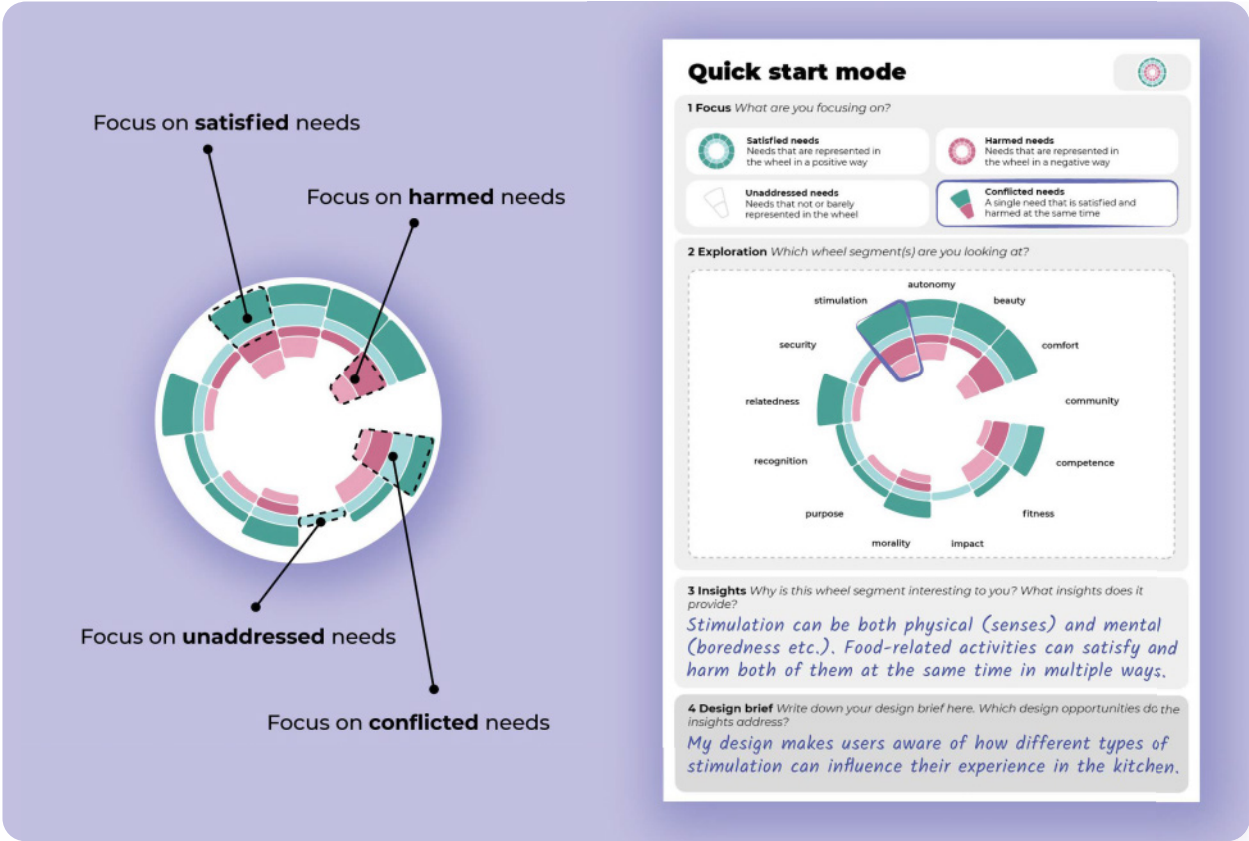 Focus on satisfied needs
Focus on harmed needs
Focus on unaddressed needs
Focus on conflicted needs
Quick start mode
1 Focus What are you focusing on?
Satisfied needs
Needs that are represented in
the wheel in a positive way
Harmed needs
Needs that are represented in
the wheel in a negative way
Unaddressed needs
Needs that not or barely
represented in the wheel
Conflicted needs
A single need that is satisfied and
harmed at the same time
2 Exploration Which wheel segment(s) are you looking at?
autonomy
stimulation
beauty
security
comfort
relatedness
community
recognition
competence
purpose
fitness
morality
impact
3 Insights Why is this wheel segment interesting to you? What insights does it
provide?
Stimulation can be both physical (senses) and mental
(boredness etc.). Food-related activities can satisfy and
harm both of them at the same time in multiple ways.
4 Design brief Write down your design brief here. Which design opportunities do the
insights address?
My design makes users aware of how different types of
stimulation can influence their experience in the kitchen.